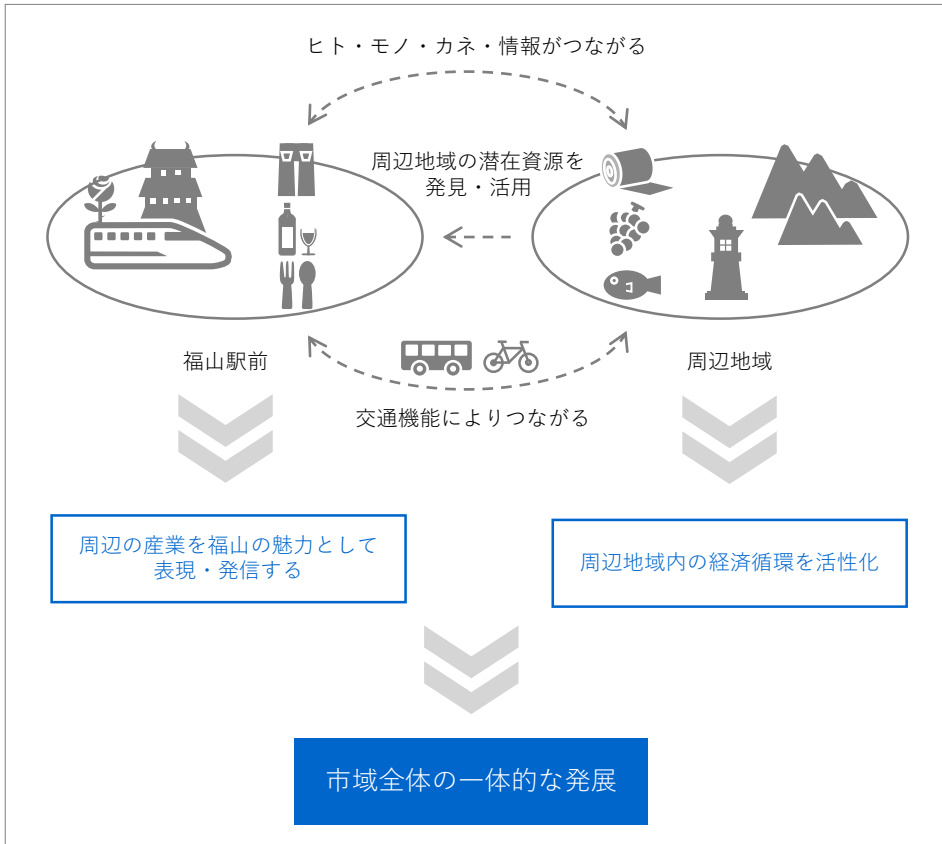 ヒト・モノ・カネ・情報がつながる
周辺地域の潜在資源を
発見・活用
福山駅前
周辺地域
交通機能によりつながる
周辺の産業を福山の魅力として
表現・発信する
周辺地域内の経済循環を活性化
市域全体の一体的な発展